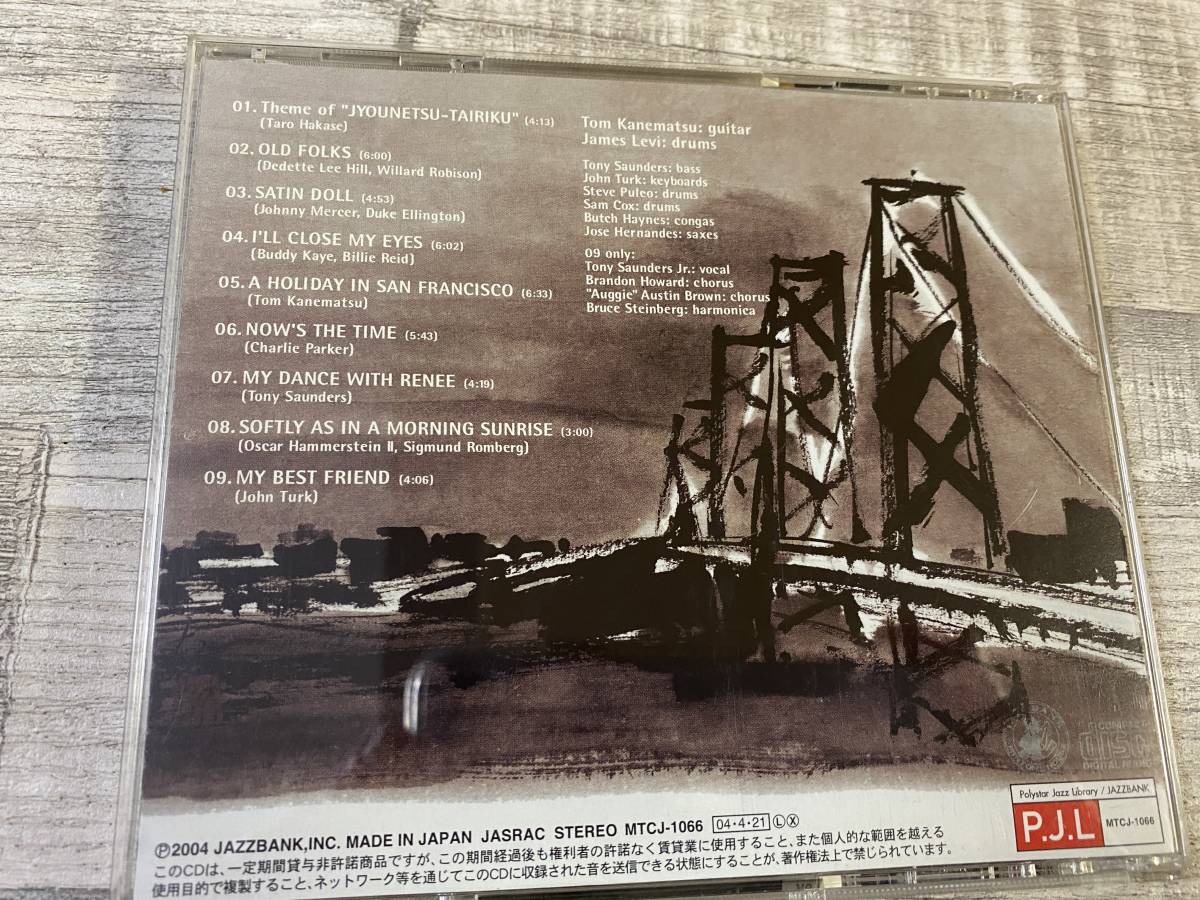 01. Theme of "JYOUNETSU-TAIRIKU" (4:13)
(Taro Hakase)
02. OLD FOLKS (6:00)
(Dedette Lee Hill, Willard Robison)
03. SATIN DOLL (4:53)
(Johnny Mercer, Duke Ellington)
04. I'LL CLOSE MY EYES (6:02)
(Buddy Kaye, Billie Reid)
05. A HOLIDAY IN SAN FRANCISCO (6:33)
(Tom Kanematsu)
06. NOW'S THE TIME (5:43)
(Charlie Parker)
07. MY DANCE WITH RENEE (4:19)
(Tony Saunders)
08. SOFTLY AS IN A MORNING SUNRISE (3:00)
(Oscar Hammerstein II, Sigmund Romberg)
09. MY BEST FRIEND (4:06)
(John Turk)
Tom Kanematsu: guitar
James Levi: drums
Tony Saunders: bass
John Turk: keyboards
Steve Puleo: drums
Sam Cox: drums
Butch Haynes: congas
Jose Hernandes: saxes
09 only:
Tony Saunders Jr.: vocal
Brandon Howard: chorus
"Auggie" Austin Brown: chorus
Bruce Steinberg: harmonica
COMPACT
DISC
DIGITAL AUDIO
Polystar Jazz Library / JAZZBANK
P.J.L MTCJ-1066
Ⓟ2004 JAZZBANK,INC. MADE IN JAPAN JASRAC STEREO MTCJ-1066 04・4・21 Ⓛ Ⓧ
このCDは、一定期間貸与非許諾商品ですが、この期間経過後も権利者の許諾なく賃貸業に使用すること、また個人的な範囲を越える
使用目的で複製すること、ネットワーク等を通じてこのCDに収録された音を送信できる状態にすることが、著作権法上で禁じられています。